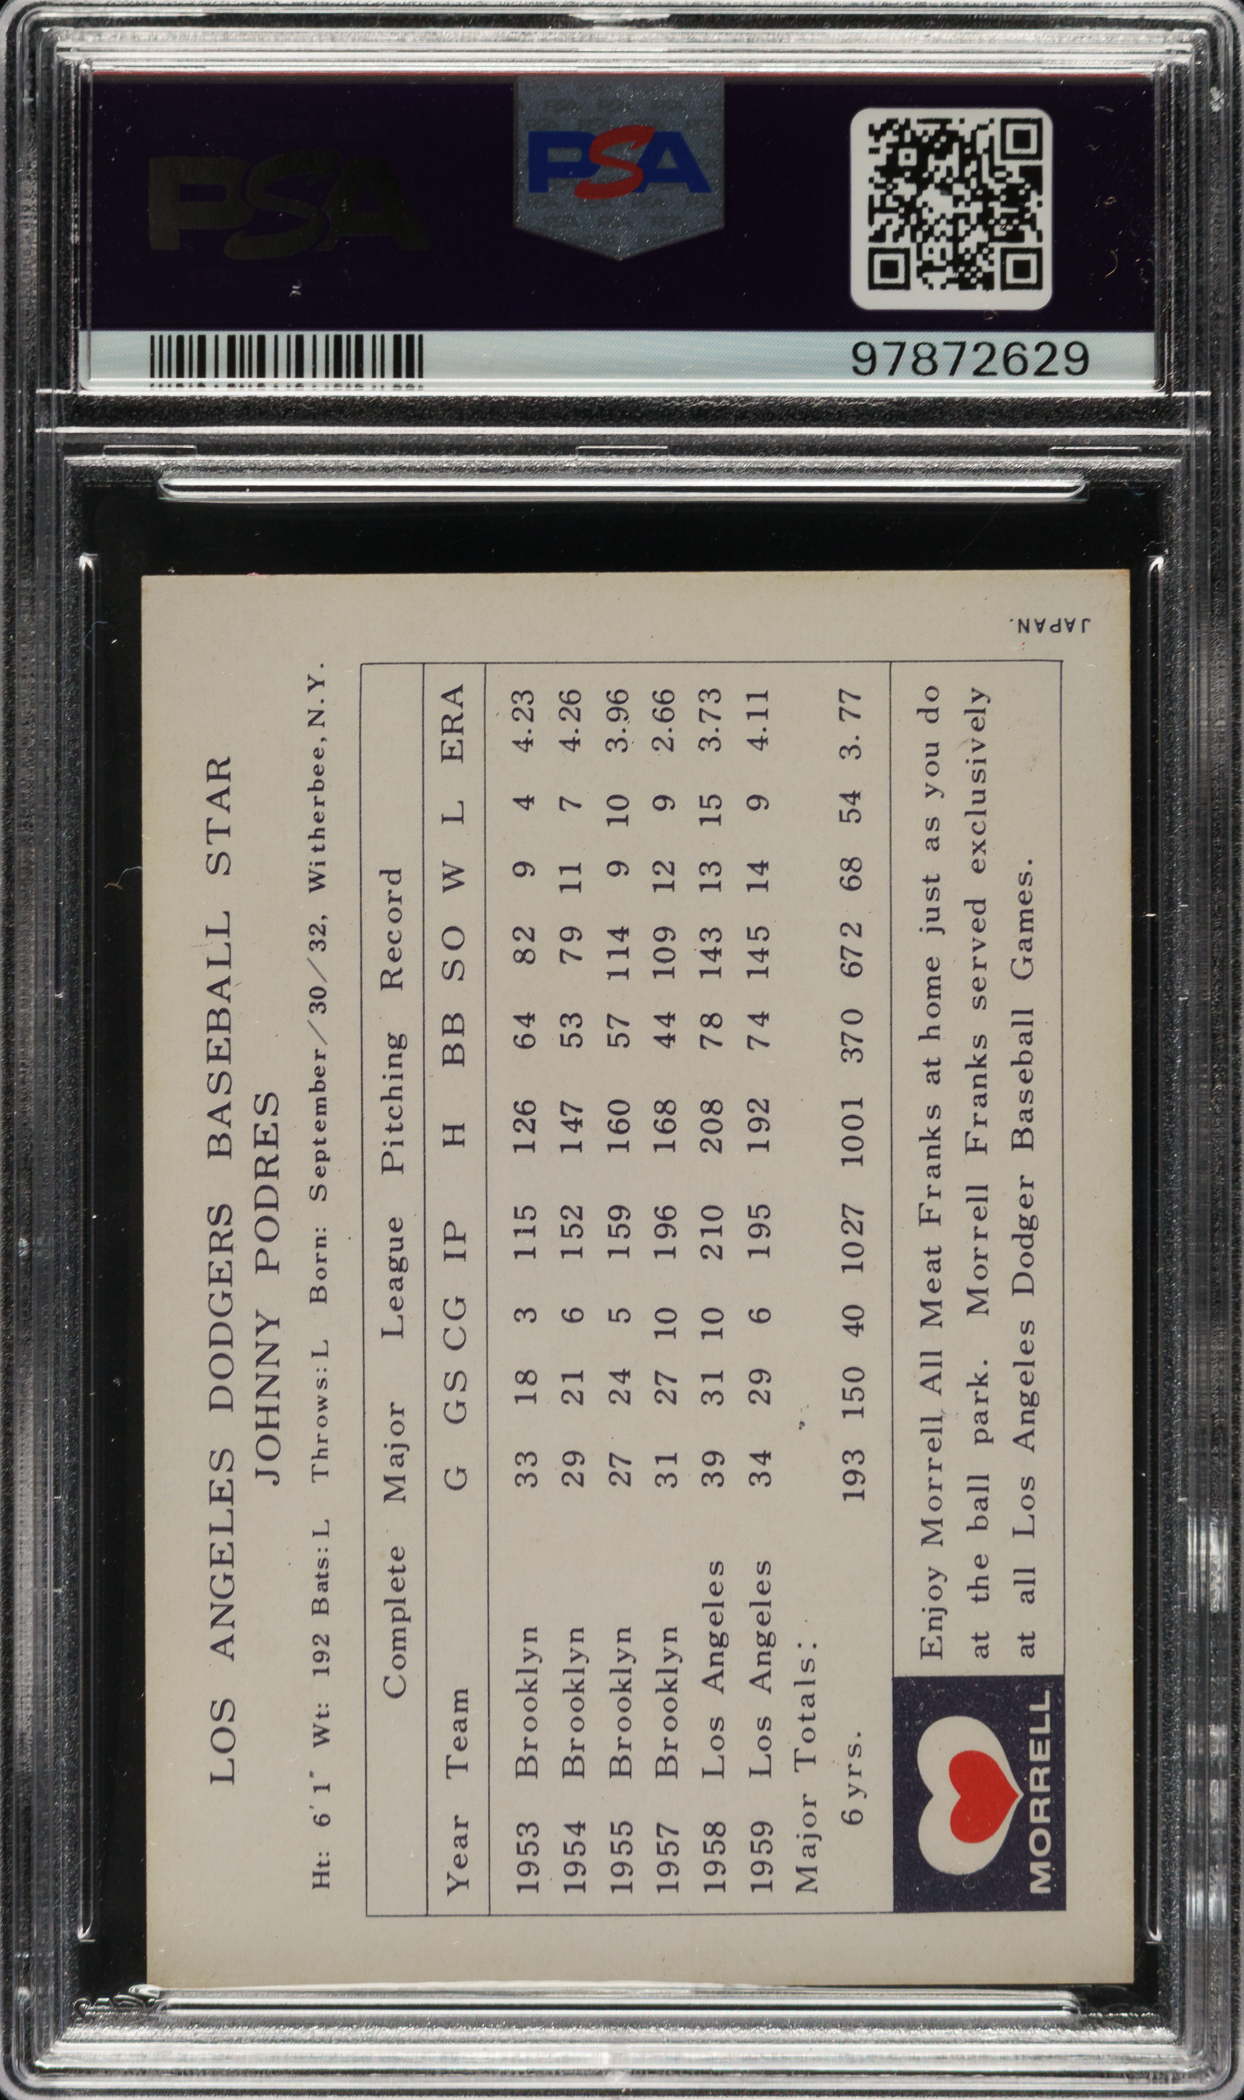 PSA
PSA
97872629
LOS ANGELES DODGERS BASEBALL STAR
JOHNNY PODRES
Ht: 6'1" Wt: 192 Bats: L Throws: L Born: September/30/32, Witherbee, N.Y.
Complete Major League Pitching Record
Year Team G GS CG IP H BB SO W L ERA
1953 Brooklyn 33 18 3 115 126 64 82 9 4 4.23
1954 Brooklyn 29 21 6 152 147 53 79 11 7 4.26
1955 Brooklyn 27 24 5 159 160 57 114 9 10 3.96
1957 Brooklyn 31 27 10 196 168 44 109 12 9 2.66
1958 Los Angeles 39 31 10 210 208 78 143 13 15 3.73
1959 Los Angeles 34 29 6 195 192 74 145 14 9 4.11
Major Totals:
6 yrs. 193 150 40 1027 1001 370 672 68 54 3.77
MORRELL
Enjoy Morrell All Meat Franks at home just as you do
at the ball park. Morrell Franks served exclusively
at all Los Angeles Dodger Baseball Games.
JAPAN.